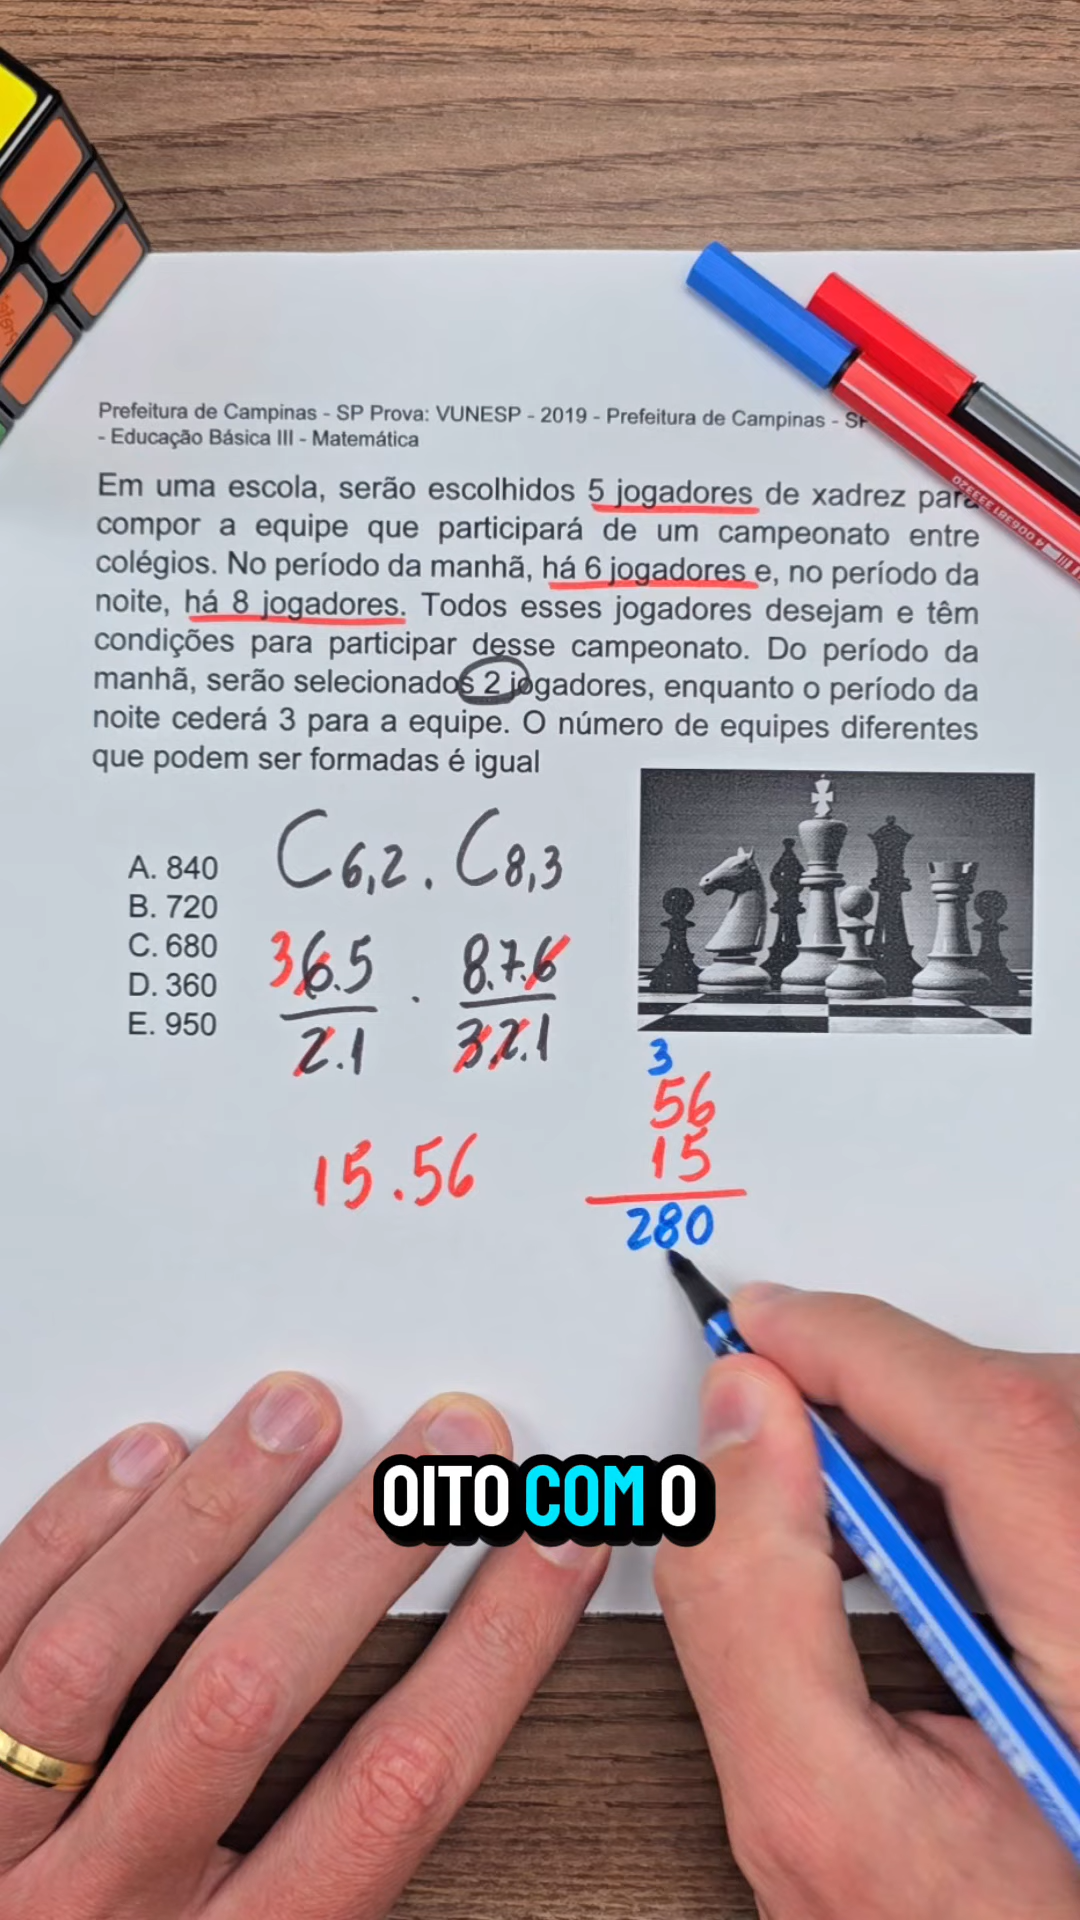 Prefeitura de Campinas - SP Prova: VUNESP - 2019 - Prefeitura de Campinas - SP
- Educação Básica III - Matemática
Em uma escola, serão escolhidos 5 jogadores de xadrez para
compor a equipe que participará de um campeonato entre
colégios. No período da manhã, há 6 jogadores e, no período da
noite, há 8 jogadores. Todos esses jogadores desejam e têm
condições para participar desse campeonato. Do período da
manhã, serão selecionados 2 jogadores, enquanto o período da
noite cederá 3 para a equipe. O número de equipes diferentes
que podem ser formadas é igual
A. 840
B. 720
C. 680
D. 360
E. 950
C6,2 . C8,3
3 6.5 . 8.7.6
2.1 3.2.1
15.56
3
56
15
280
OITO COM O